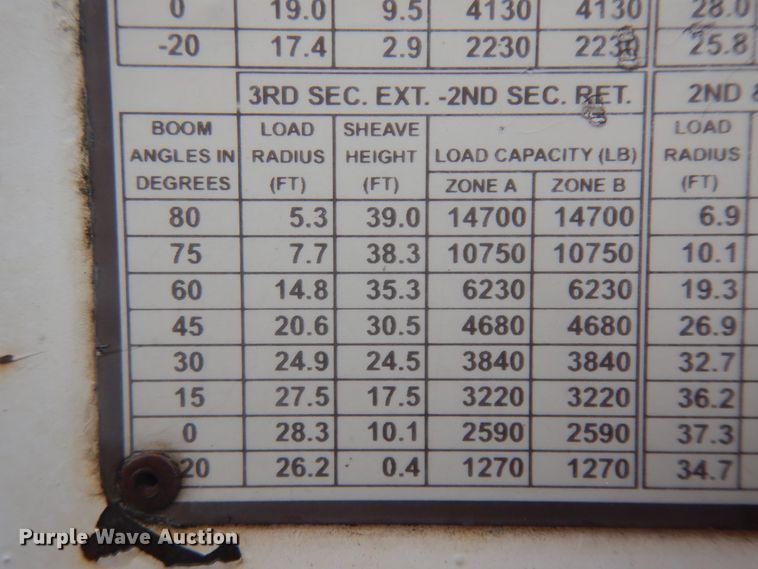 0 19.0 9.5 4130 4130 28.0
-20 17.4 2.9 2230 2230 25.8
3RD SEC. EXT. -2ND SEC. RET. 2ND &
BOOM ANGLES IN DEGREES LOAD RADIUS (FT) SHEAVE HEIGHT (FT) LOAD CAPACITY (LB) LOAD RADIUS (FT)
ZONE A ZONE B
80 5.3 39.0 14700 14700 6.9
75 7.7 38.3 10750 10750 10.1
60 14.8 35.3 6230 6230 19.3
45 20.6 30.5 4680 4680 26.9
30 24.9 24.5 3840 3840 32.7
15 27.5 17.5 3220 3220 36.2
0 28.3 10.1 2590 2590 37.3
20 26.2 0.4 1270 1270 34.7
Purple Wave Auction